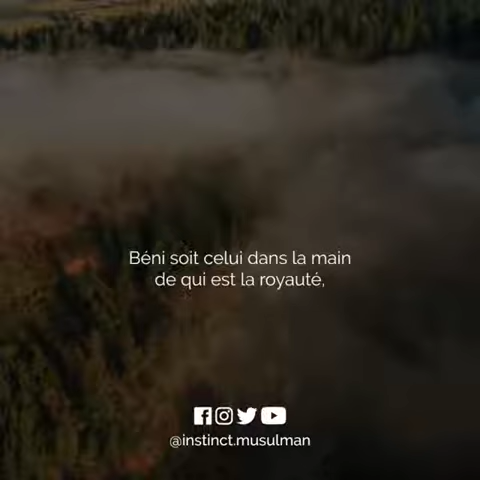 Béni soit celui dans la main
de qui est la royauté,
@instinct.musulman